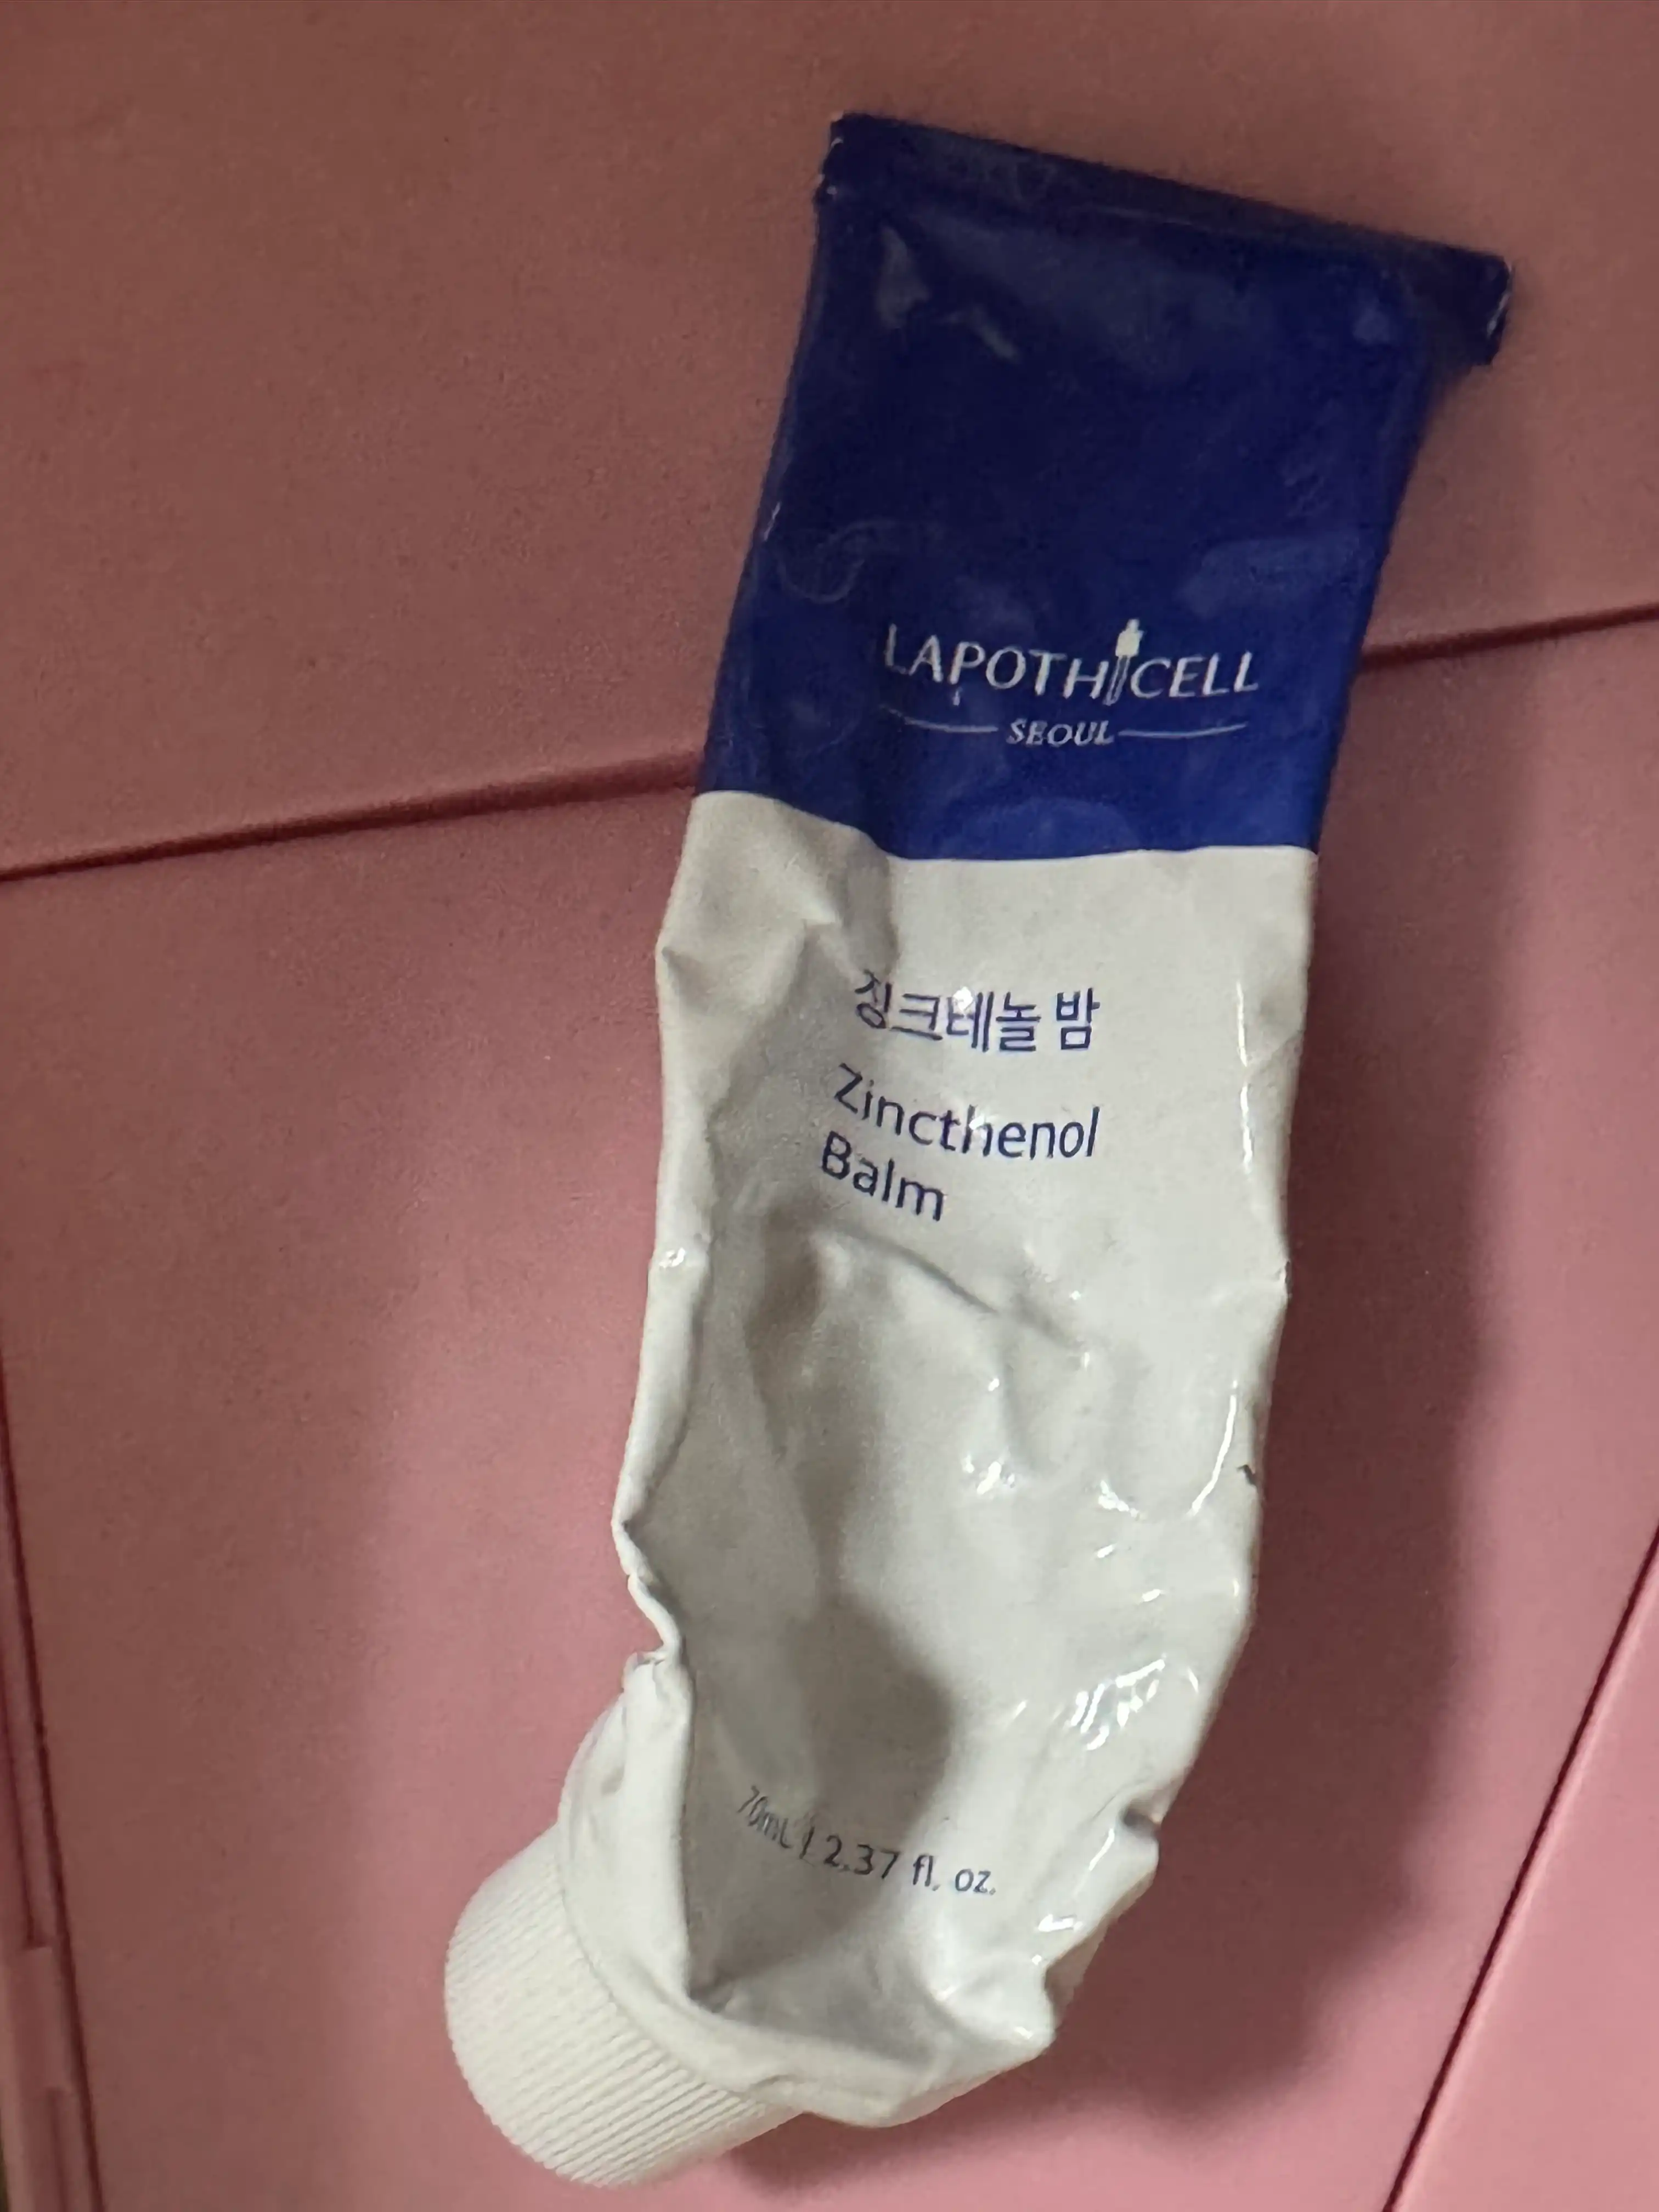 LAPOTHICELL
SEOUL
징크테놀 밤
Zincthenol
Balm
70mL / 2.37 fl. oz.